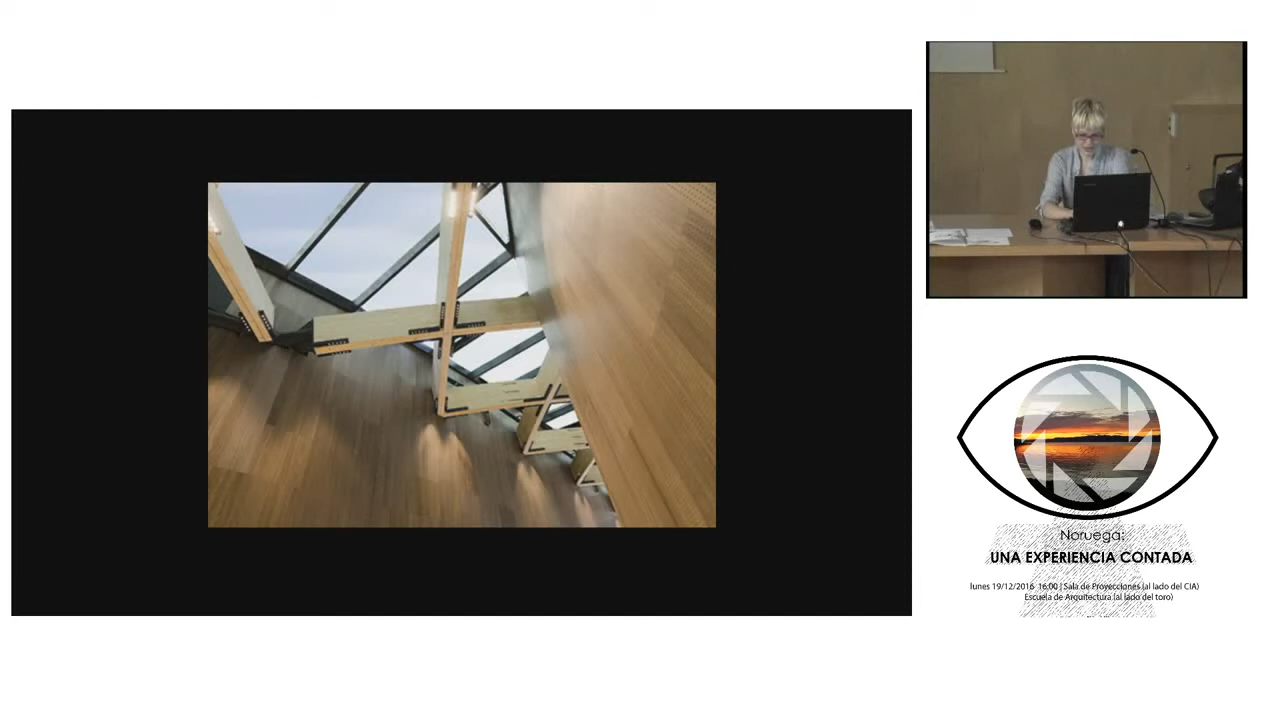 Noruega:
UNA EXPERIENCIA CONTADA
lunes 19/12/2016 16:00 | Sala de Proyecciones (al lado del CIA)
Escuela de Arquitectura (al lado del toro)